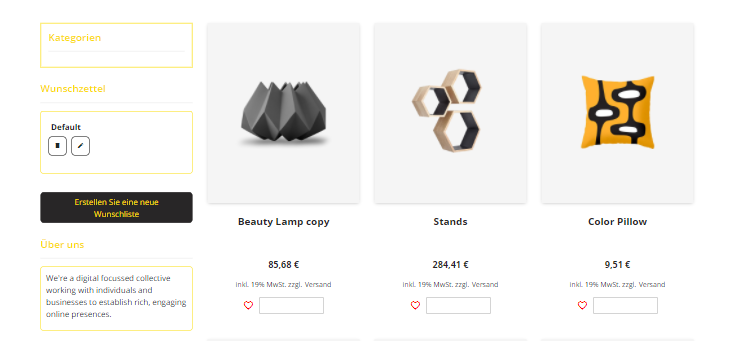 Kategorien
Wunschzettel
Default
Erstellen Sie eine neue
Wunschliste
Über uns
We're a digital focussed collective
working with individuals and
businesses to establish rich, engaging
online presences.
Beauty Lamp copy
85,68 €
inkl. 19% MwSt. zzgl. Versand
Stands
284,41 €
inkl. 19% MwSt. zzgl. Versand
Color Pillow
9,51 €
inkl. 19% MwSt. zzgl. Versand